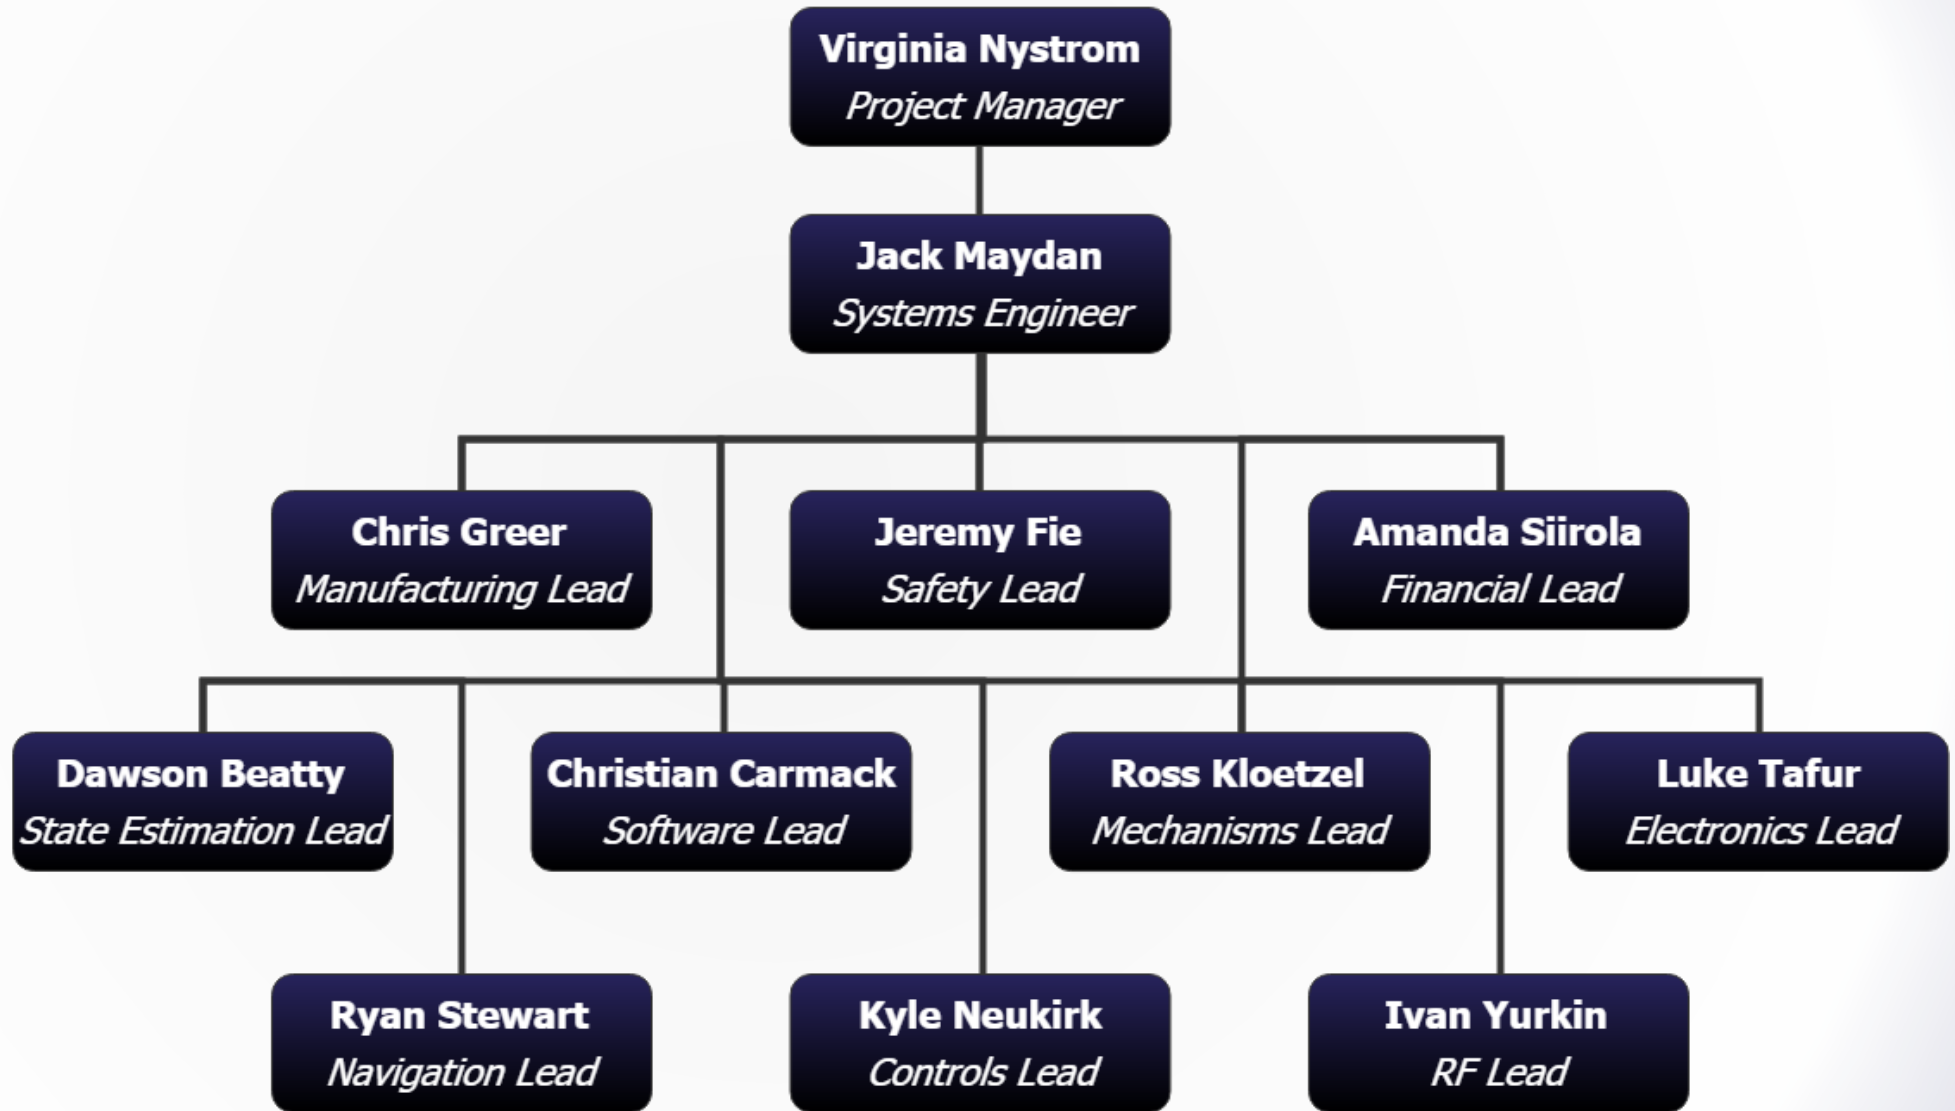 Virginia Nystrom
Project Manager
Jack Maydan
Systems Engineer
Chris Greer
Manufacturing Lead
Jeremy Fie
Safety Lead
Amanda Siirola
Financial Lead
Dawson Beatty
State Estimation Lead
Christian Carmack
Software Lead
Ross Kloetzel
Mechanisms Lead
Luke Tafur
Electronics Lead
Ryan Stewart
Navigation Lead
Kyle Neukirk
Controls Lead
Ivan Yurkin
RF Lead